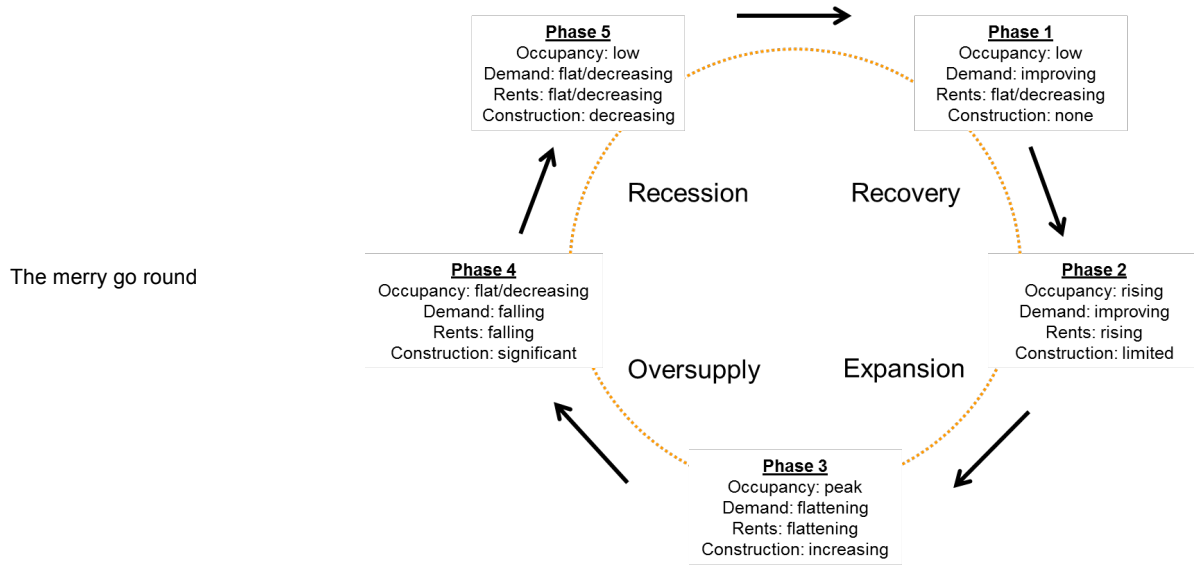 Phase 5
Occupancy: low
Demand: flat/decreasing
Rents: flat/decreasing
Construction: decreasing
Phase 1
Occupancy: low
Demand: improving
Rents: flat/decreasing
Construction: none
Recession
Recovery
The merry go round
Phase 4
Occupancy: flat/decreasing
Demand: falling
Rents: falling
Construction: significant
Phase 2
Occupancy: rising
Demand: improving
Rents: rising
Construction: limited
Oversupply
Expansion
Phase 3
Occupancy: peak
Demand: flattening
Rents: flattening
Construction: increasing